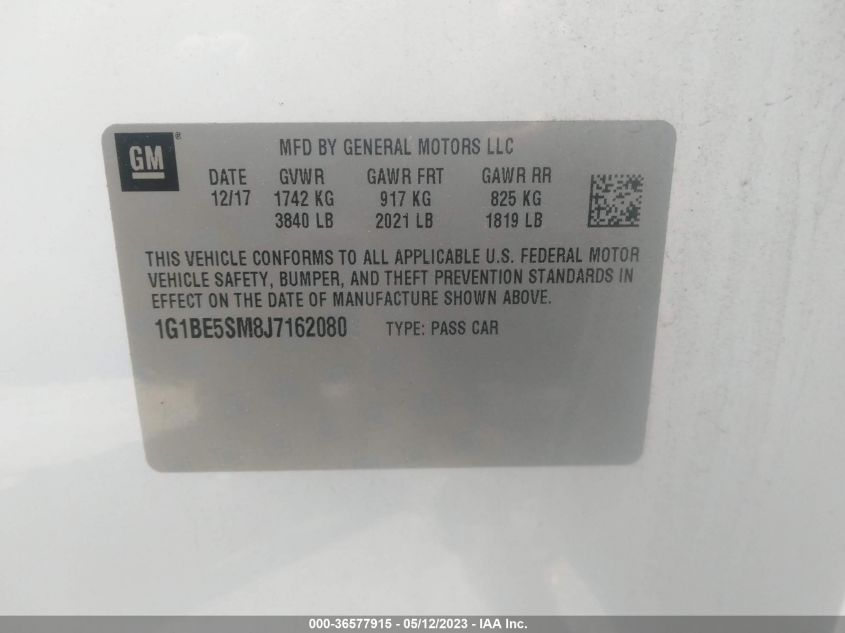 GM®
MFD BY GENERAL MOTORS LLC
DATE GVWR GAWR FRT GAWR RR
12/17 1742 KG 917 KG 825 KG
3840 LB 2021 LB 1819 LB
THIS VEHICLE CONFORMS TO ALL APPLICABLE U.S. FEDERAL MOTOR
VEHICLE SAFETY, BUMPER, AND THEFT PREVENTION STANDARDS IN
EFFECT ON THE DATE OF MANUFACTURE SHOWN ABOVE.
1G1BE5SM8J7162080 TYPE: PASS CAR
000-36577915 - 05/12/2023 - IAA Inc.